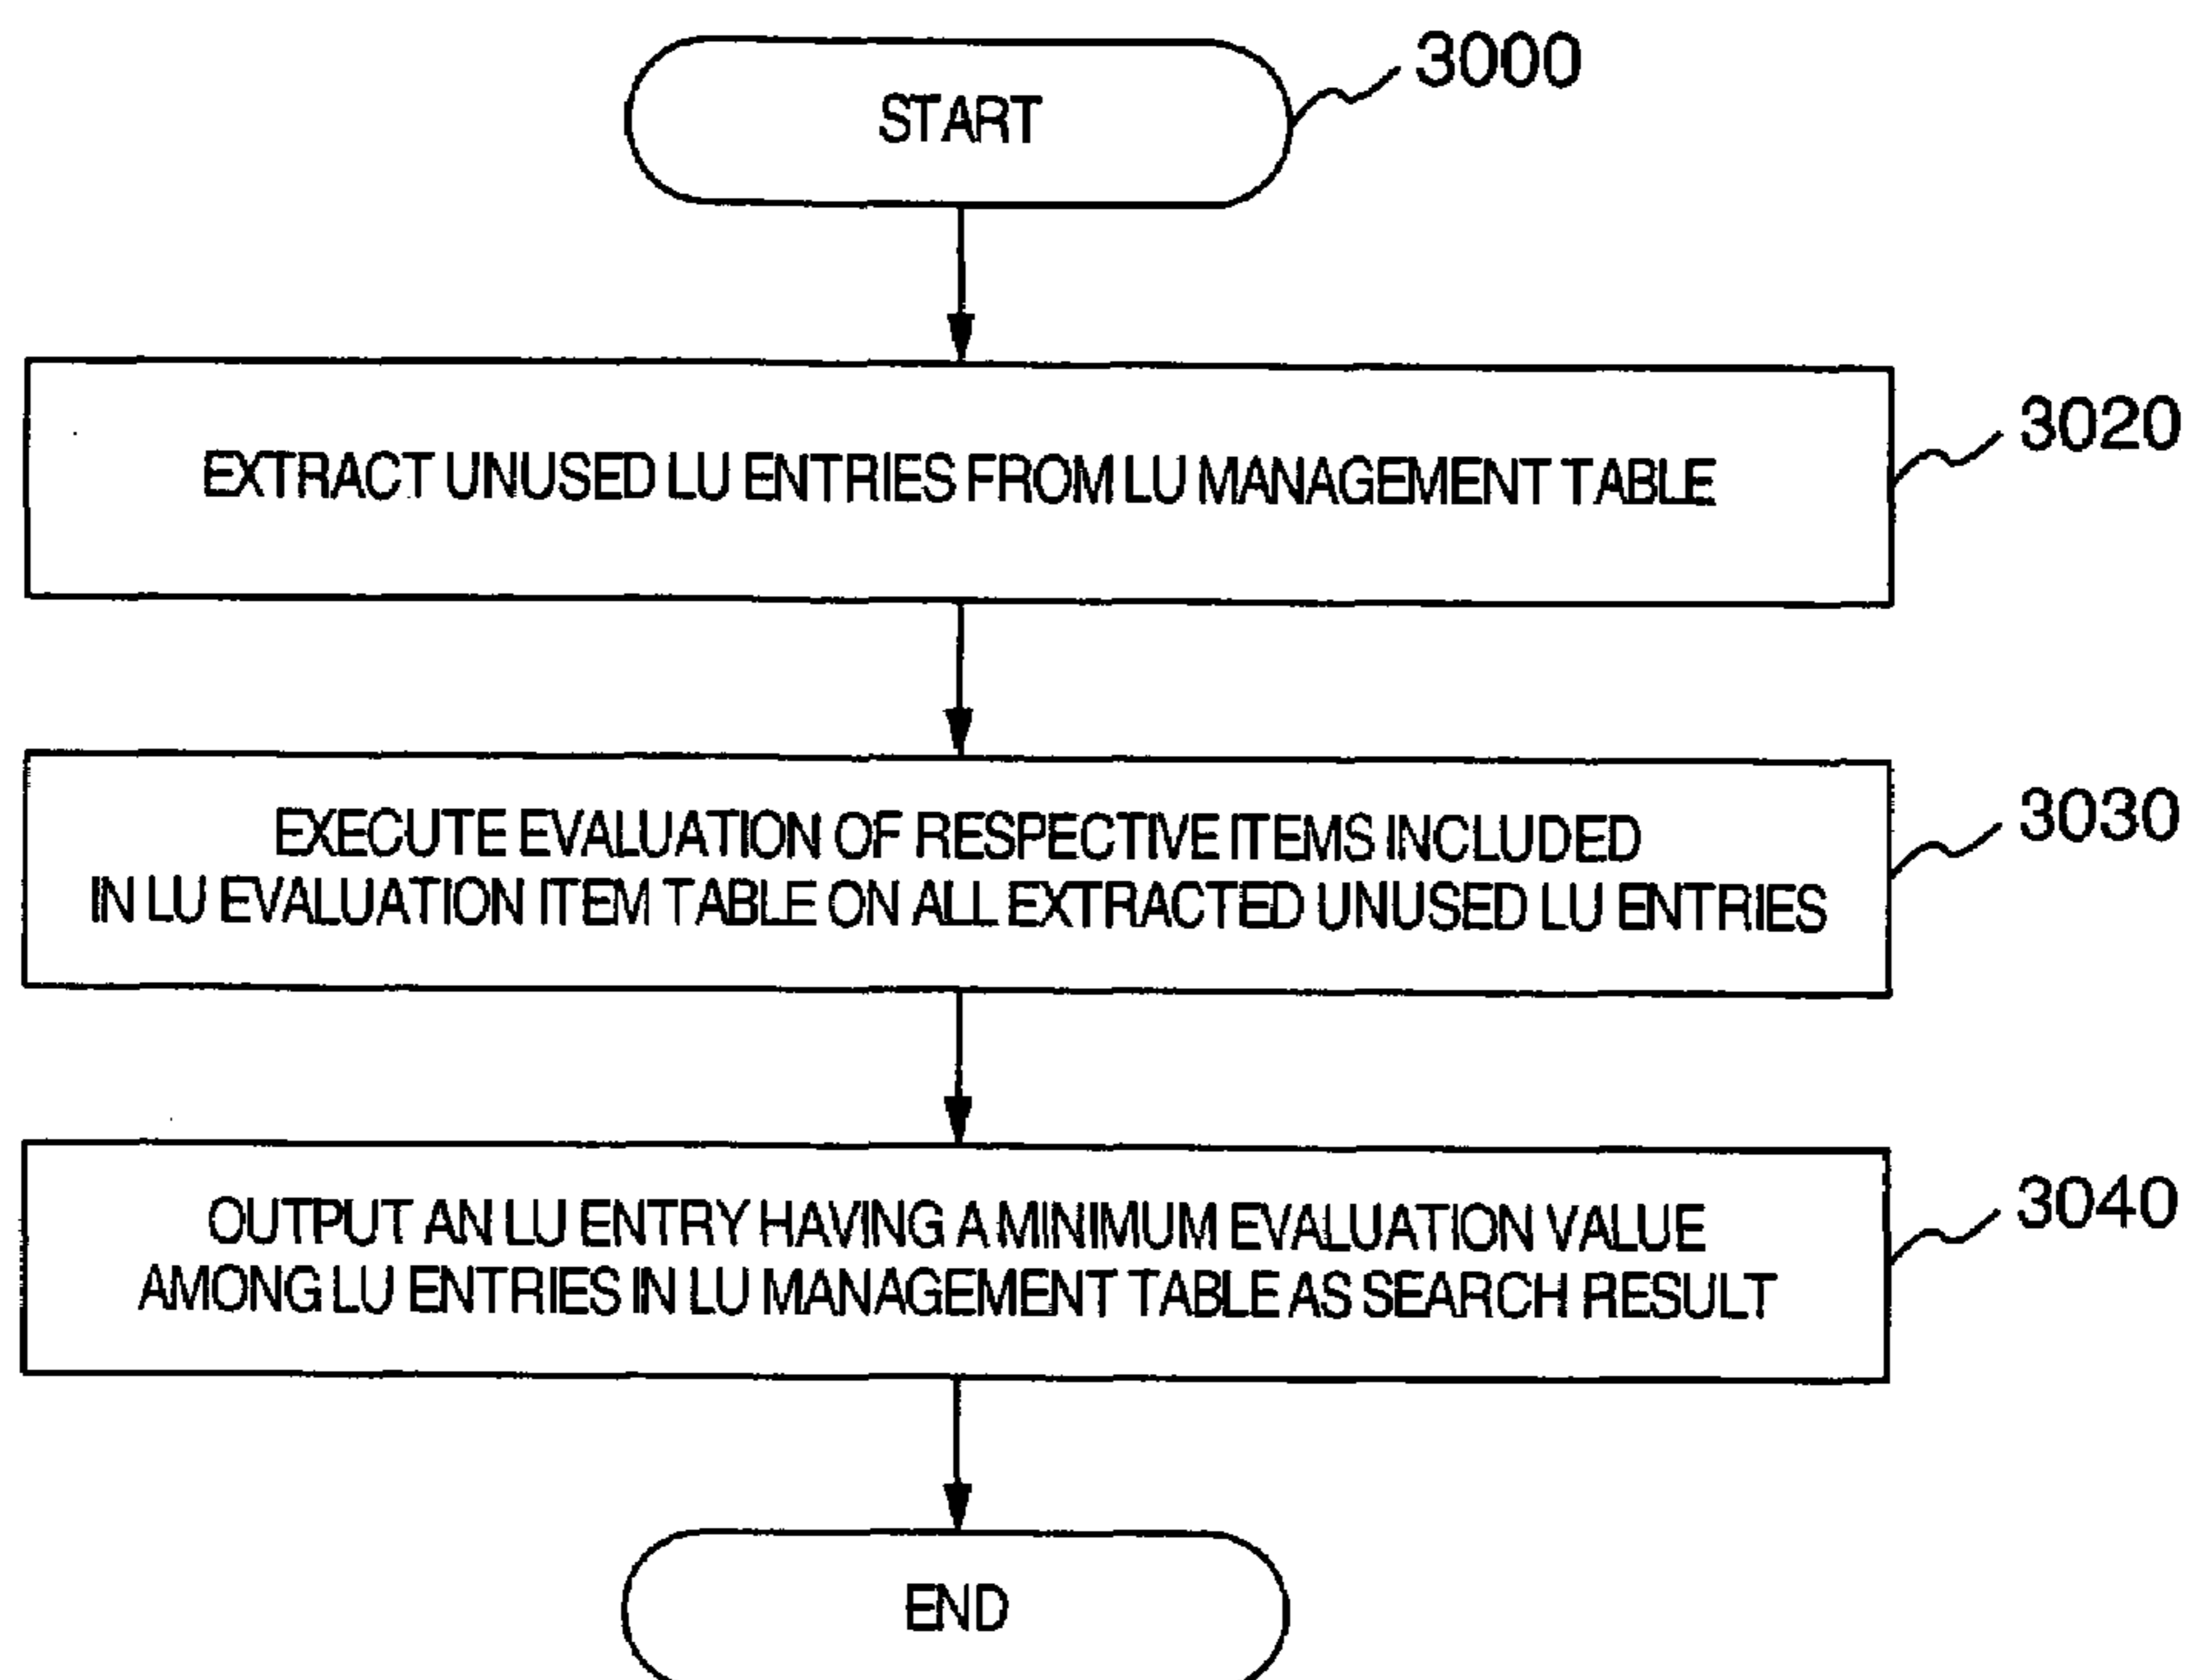 START
3000
EXTRACT UNUSED LU ENTRIES FROM LU MANAGEMENT TABLE
3020
EXECUTE EVALUATION OF RESPECTIVE ITEMS INCLUDED
IN LU EVALUATION ITEM TABLE ON ALL EXTRACTED UNUSED LU ENTRIES
3030
OUTPUT AN LU ENTRY HAVING A MINIMUM EVALUATION VALUE
AMONG LU ENTRIES IN LU MANAGEMENT TABLE AS SEARCH RESULT
3040
END